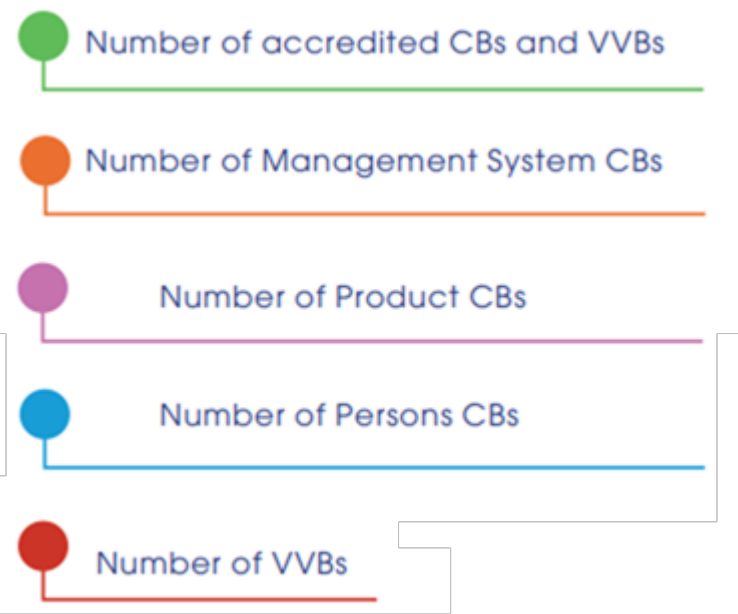 Number of accredited CBs and VVBs
Number of Management System CBs
Number of Product CBs
Number of Persons CBs
Number of VVBs